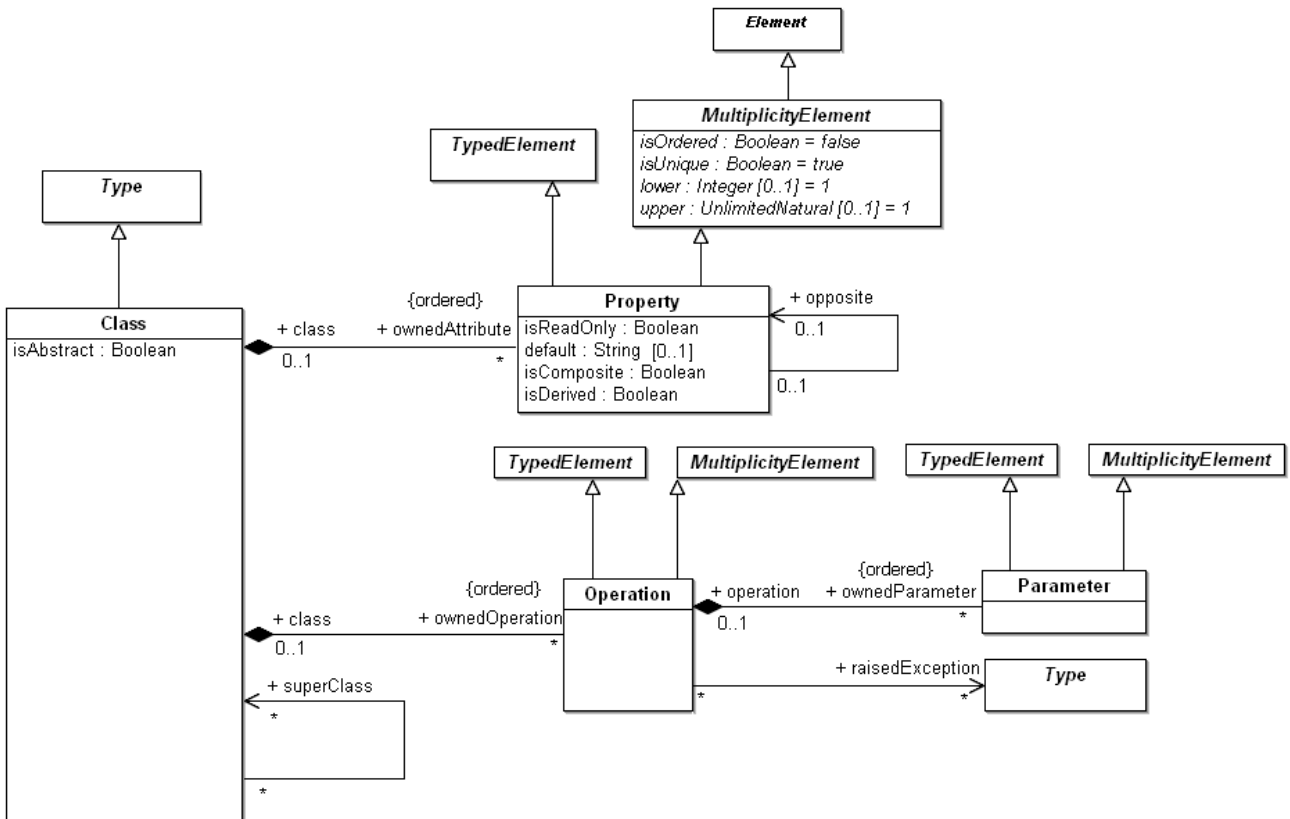 Element
MultiplicityElement
isOrdered : Boolean = false
isUnique : Boolean = true
lower : Integer [0..1] = 1
upper : UnlimitedNatural [0..1] = 1
TypedElement
Type
Class
isAbstract : Boolean
+ class
0..1
{ordered}
+ ownedAttribute
*
Property
isReadOnly : Boolean
default : String [0..1]
isComposite : Boolean
isDerived : Boolean
+ opposite
0..1
0..1
TypedElement
MultiplicityElement
TypedElement
MultiplicityElement
+ class
0..1
{ordered}
+ ownedOperation
*
Operation
+ operation
0..1
{ordered}
+ ownedParameter
*
Parameter
+ raisedException
*
*
Type
+ superClass
*
*